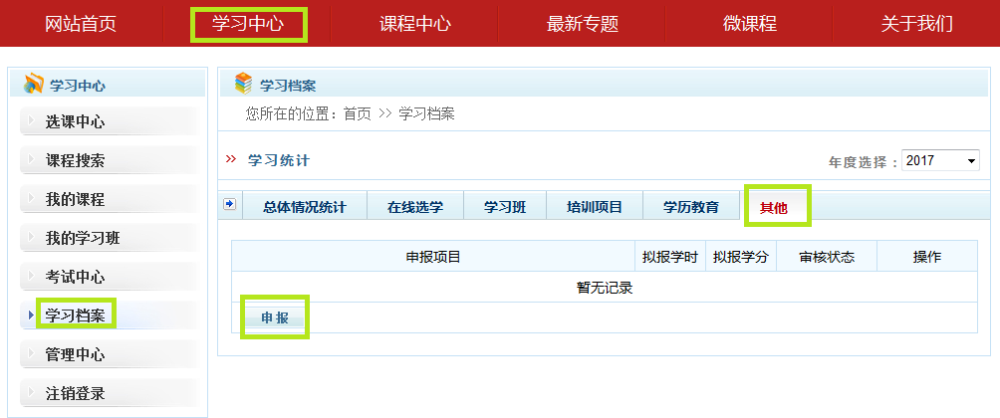 网站首页 学习中心 课程中心 最新专题 微课程 关于我们
学习中心
选课中心
课程搜索
我的课程
我的学习班
考试中心
学习档案
管理中心
注销登录
学习档案
您所在的位置：首页 >> 学习档案
>> 学习统计 年度选择：2017
总体情况统计 在线选学 学习班 培训项目 学历教育 其他
申报项目 拟报学时 拟报学分 审核状态 操作
暂无记录
申报